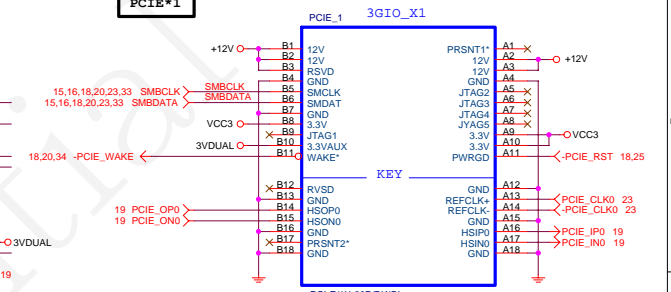 PCIE*1
PCIE_1
3GIO_X1
+12V B1 12V PRSNT1* A1
B2 12V 12V A2 +12V
B3 RSVD 12V A3
B4 GND GND A4
15,16,18,20,23,33 SMBCLK SMBCLK B5 SMCLK JTAG2 A5
15,16,18,20,23,33 SMBDATA SMBDATA B6 SMDAT JTAG3 A6
B7 GND JTAG4 A7
VCC3 B8 3.3V JYAG5 A8
B9 JTAG1 3.3V A9 VCC3
3VDUAL B10 3.3VAUX 3.3V A10
18,20,34 -PCIE_WAKE B11 WAKE* PWRGD A11 -PCIE_RST 18,25
KEY
B12 RVSD GND A12
B13 GND REFCLK+ A13 PCIE_CLK0 23
19 PCIE_OP0 B14 HSOP0 REFCLK- A14 -PCIE_CLK0 23
19 PCIE_ON0 B15 HSON0 GND A15
B16 GND HSIP0 A16 PCIE_IP0 19
3VDUAL B17 PRSNT2* HSIN0 A17 PCIE_IN0 19
B18 GND GND A18
19